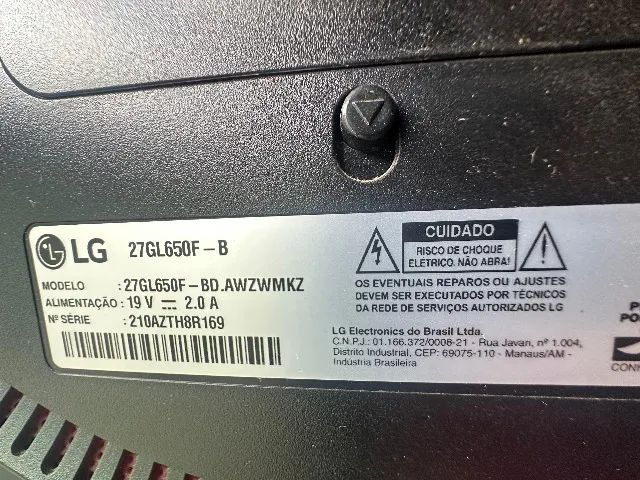 LG 27GL650F-B
MODELO : 27GL650F-BD.AWZWMKZ
ALIMENTAÇÃO : 19 V ⎓ 2.0 A
Nº SÉRIE : 210AZTH8R169
CUIDADO
RISCO DE CHOQUE
ELÉTRICO. NÃO ABRA!
OS EVENTUAIS REPAROS OU AJUSTES
DEVEM SER EXECUTADOS POR TÉCNICOS
DA REDE DE SERVIÇOS AUTORIZADOS LG
LG Electronics do Brasil Ltda.
C.N.P.J.: 01.166.372/0008-21 - Rua Javari, nº 1.004,
Distrito Industrial, CEP: 69075-110 - Manaus/AM -
Indústria Brasileira